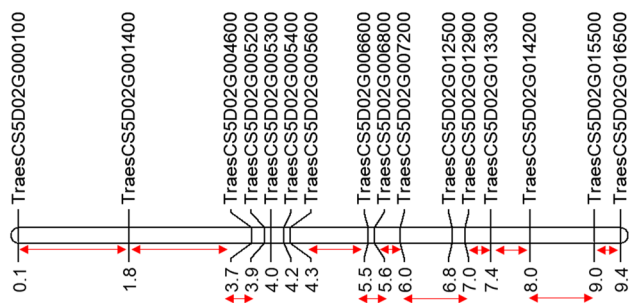 TraesCS5D02G000100
TraesCS5D02G001400
TraesCS5D02G004600
TraesCS5D02G005200
TraesCS5D02G005300
TraesCS5D02G005400
TraesCS5D02G005600
TraesCS5D02G006600
TraesCS5D02G006800
TraesCS5D02G007200
TraesCS5D02G012500
TraesCS5D02G012900
TraesCS5D02G013300
TraesCS5D02G014200
TraesCS5D02G015500
TraesCS5D02G016500
0.1
1.8
3.7
3.9
4.0
4.2
4.3
5.5
5.6
6.0
6.8
7.0
7.4
8.0
9.0
9.4